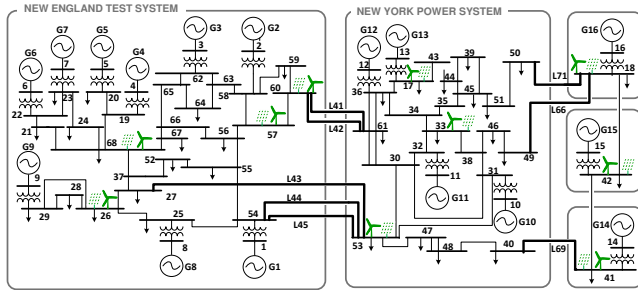 NEW ENGLAND TEST SYSTEM
NEW YORK POWER SYSTEM
G6 G7 G5 G4 G3 G2
6 7 5 4 3 2
22 23 20 19 65 62 63 58 59 60
21 24 64
66 56 57
68 67
G9 52 55
9 37 27
28
29 26 25 54
8 1
G8 G1
L41
L42
L43
L44
L45
G12 G13
12 13 43 39 50
36 17 44 45
35 51
34
61 33 38 46 49
30 32 31
11 10
G11 G10
53 47 48 40
L71
L66
L69
G16
16
18
G15
15
42
G14
14
41